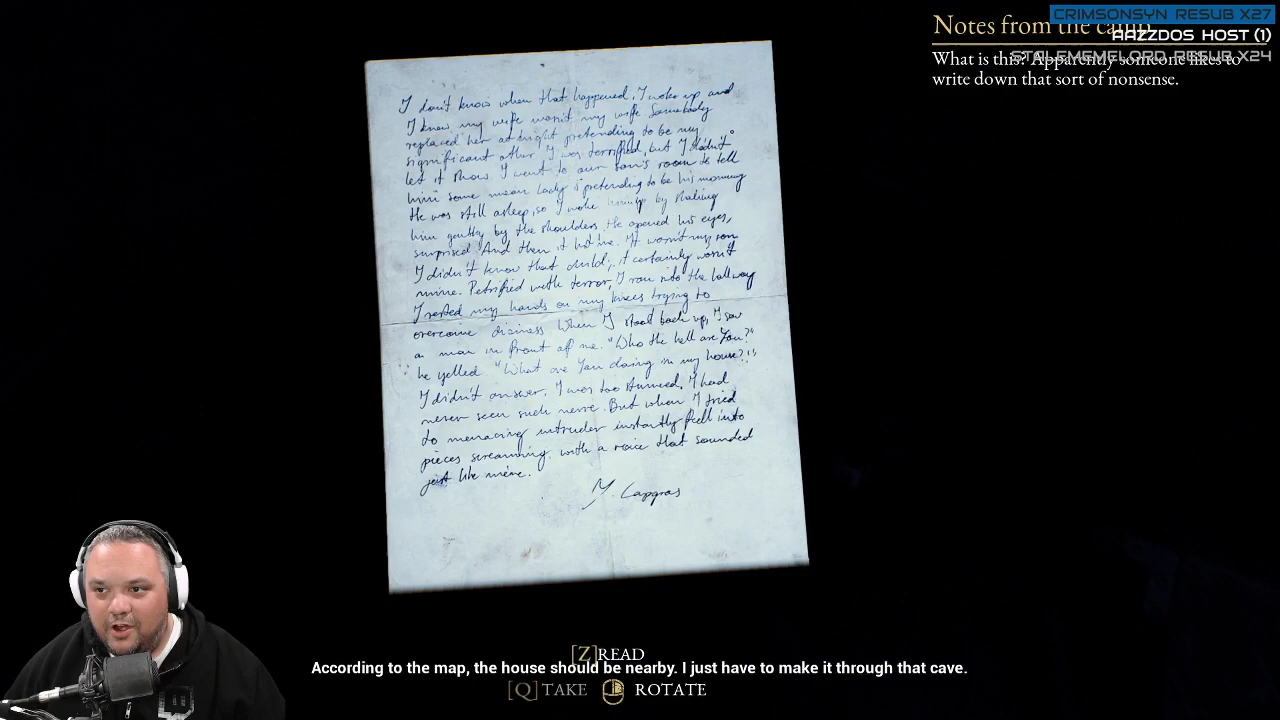 CRIMSONSYN RESUB X27
Notes from the camp
AAZZDOS HOST (1)
STALEMEMELORD RESUB X24
What is this? Apparently someone likes to
write down that sort of nonsense.
I don't know when that happened. I woke up and
I knew my wife wasn't my wife. Somebody
replaced her at night pretending to be my
significant other. I was terrified, but I didn't
let it show. I went to our son's room to tell
him some mean lady is pretending to be his mommy
He was still asleep, so I woke him up by shaking
him gently by the shoulders. He opened his eyes,
surprised. And then it hit me. It wasn't my son
I didn't know that child; it certainly wasn't
mine. Petrified with terror, I ran into the hallway
I rested my hands on my knees trying to
overcome diziness. When I stood back up, I saw
a man in front of me. "Who the hell are You?"
he yelled "What are You doing in my house?!"
I didn't answer. I was too stunned. I had
never seen such nerve. But when I tried
to menacing intruder instantly fell into
pieces screaming with a voice that sounded
just like mine.
Capgras
[Z] READ
According to the map, the house should be nearby. I just have to make it through that cave.
[Q] TAKE ROTATE